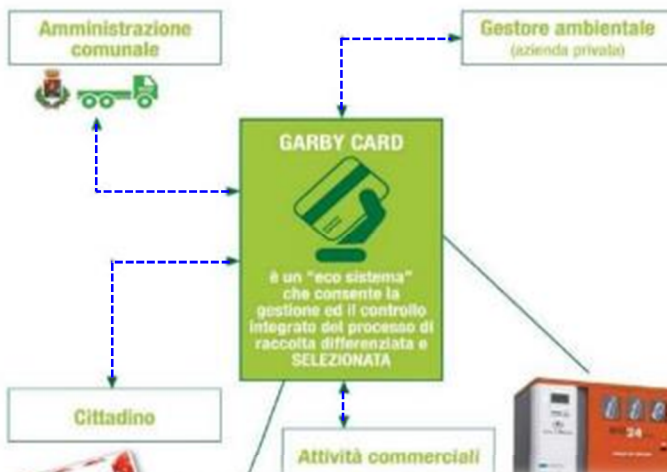 Amministrazione
comunale
Gestore ambientale
(azienda privata)
GARBY CARD
è un "eco sistema"
che consente la
gestione ed il controllo
integrato del processo di
raccolta differenziata e
SELEZIONATA
Cittadino
Attività commerciali
24